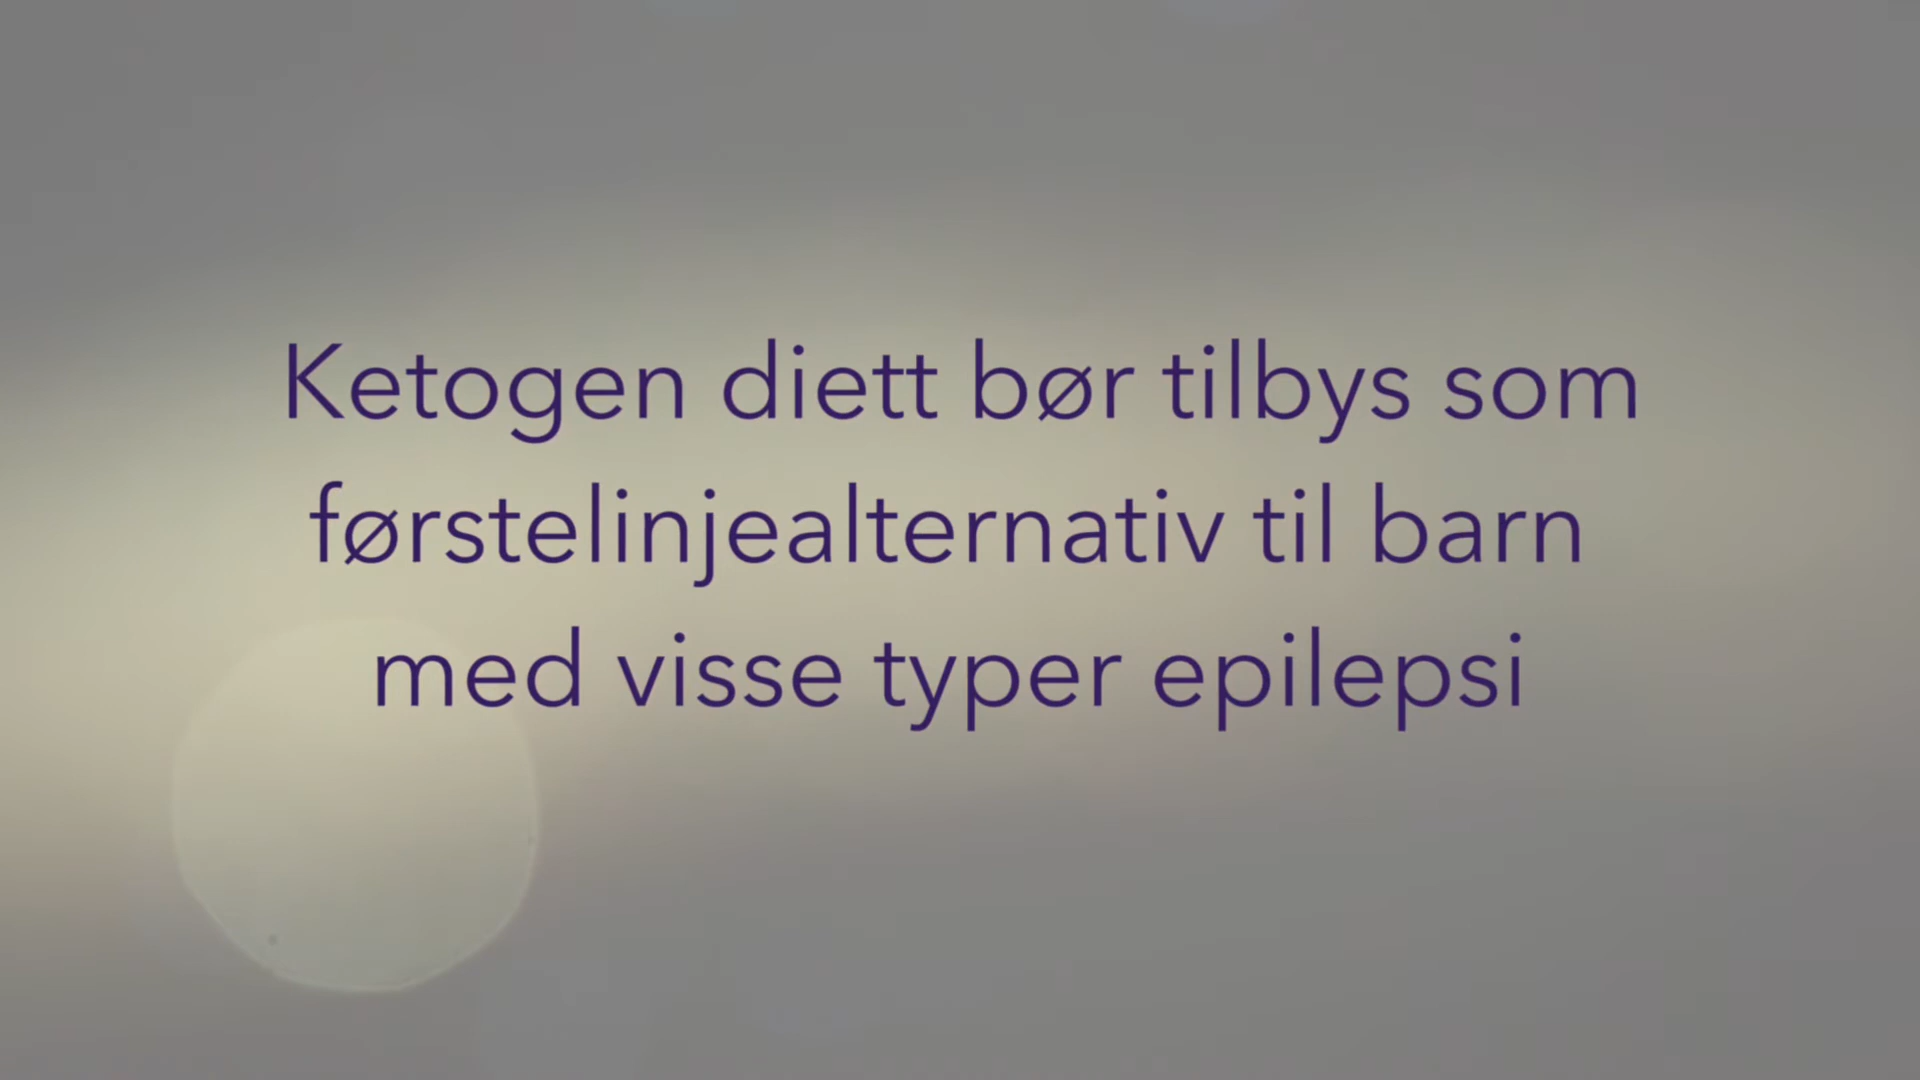 Ketogen diett bør tilbys som
førstelinjealternativ til barn
med visse typer epilepsi